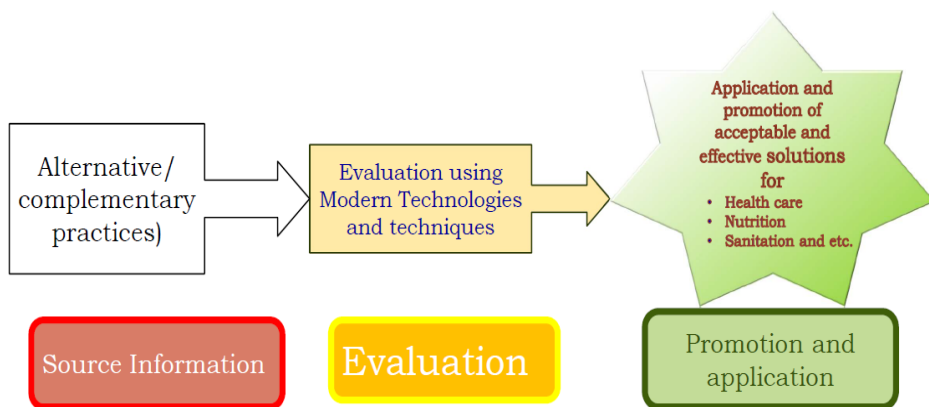 Alternative/
complementary
practices)
Evaluation using
Modern Technologies
and techniques
Application and
promotion of
acceptable and
effective solutions
for
• Health care
• Nutrition
• Sanitation and etc.
Source Information
Evaluation
Promotion and
application